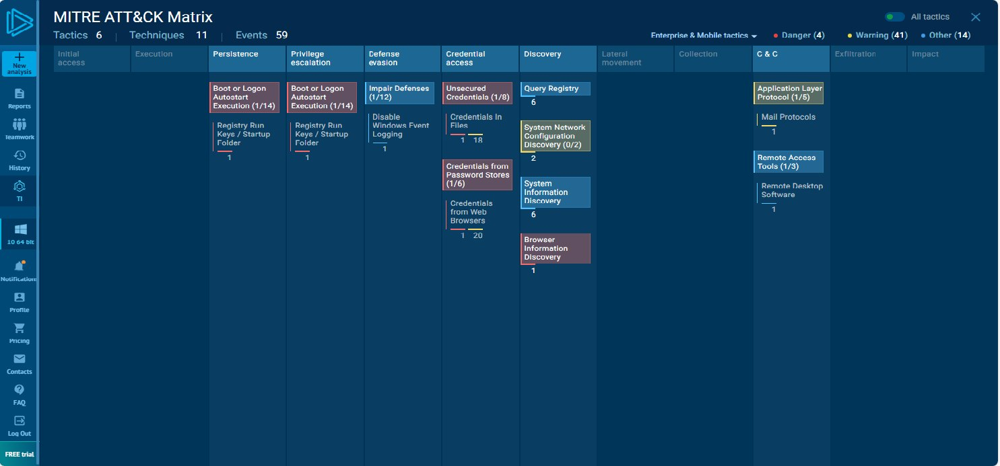 MITRE ATT&CK Matrix
All tactics
Tactics 6 | Techniques 11 | Events 59
Enterprise & Mobile tactics
Danger (4)
Warning (41)
Other (14)
New
analysis
Reports
Teamwork
History
TI
10 64 bit
Notifications
Profile
Pricing
Contacts
FAQ
Log Out
FREE trial
Initial
access
Execution
Persistence
Boot or Logon
Autostart
Execution (1/14)
Registry Run
Keys / Startup
Folder
1
Privilege
escalation
Boot or Logon
Autostart
Execution (1/14)
Registry Run
Keys / Startup
Folder
1
Defense
evasion
Impair Defenses
(1/12)
Disable
Windows Event
Logging
1
Credential
access
Unsecured
Credentials (1/8)
Credentials In
Files
1 18
Credentials from
Password Stores
(1/6)
Credentials
from Web
Browsers
1 20
Discovery
Query Registry
6
System Network
Configuration
Discovery (0/2)
2
System
Information
Discovery
6
Browser
Information
Discovery
1
Lateral
movement
Collection
C & C
Application Layer
Protocol (1/5)
Mail Protocols
1
Remote Access
Tools (1/3)
Remote Desktop
Software
1
Exfiltration
Impact